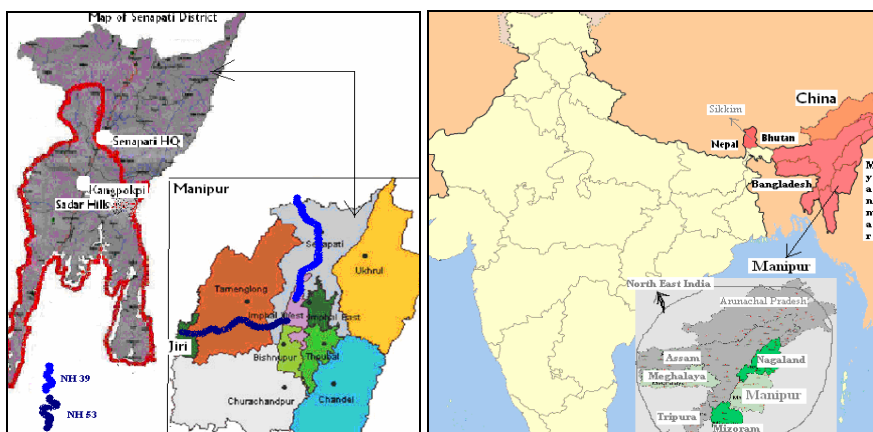 Map of Senapati District
Senapati HQ
Kangpokpi
Sadar Hills
NH 39
NH 53
Manipur
Senapati
Ukhrul
Tamenglong
Imphal West
Imphal East
Jiri
Bishnupur
Thoubal
Churachandpur
Chandel
China
Sikkim
Bhutan
Nepal
Bangladesh
Myanmar
Manipur
North East India
Arunachal Pradesh
Assam
Nagaland
Meghalaya
Manipur
Tripura
Mizoram